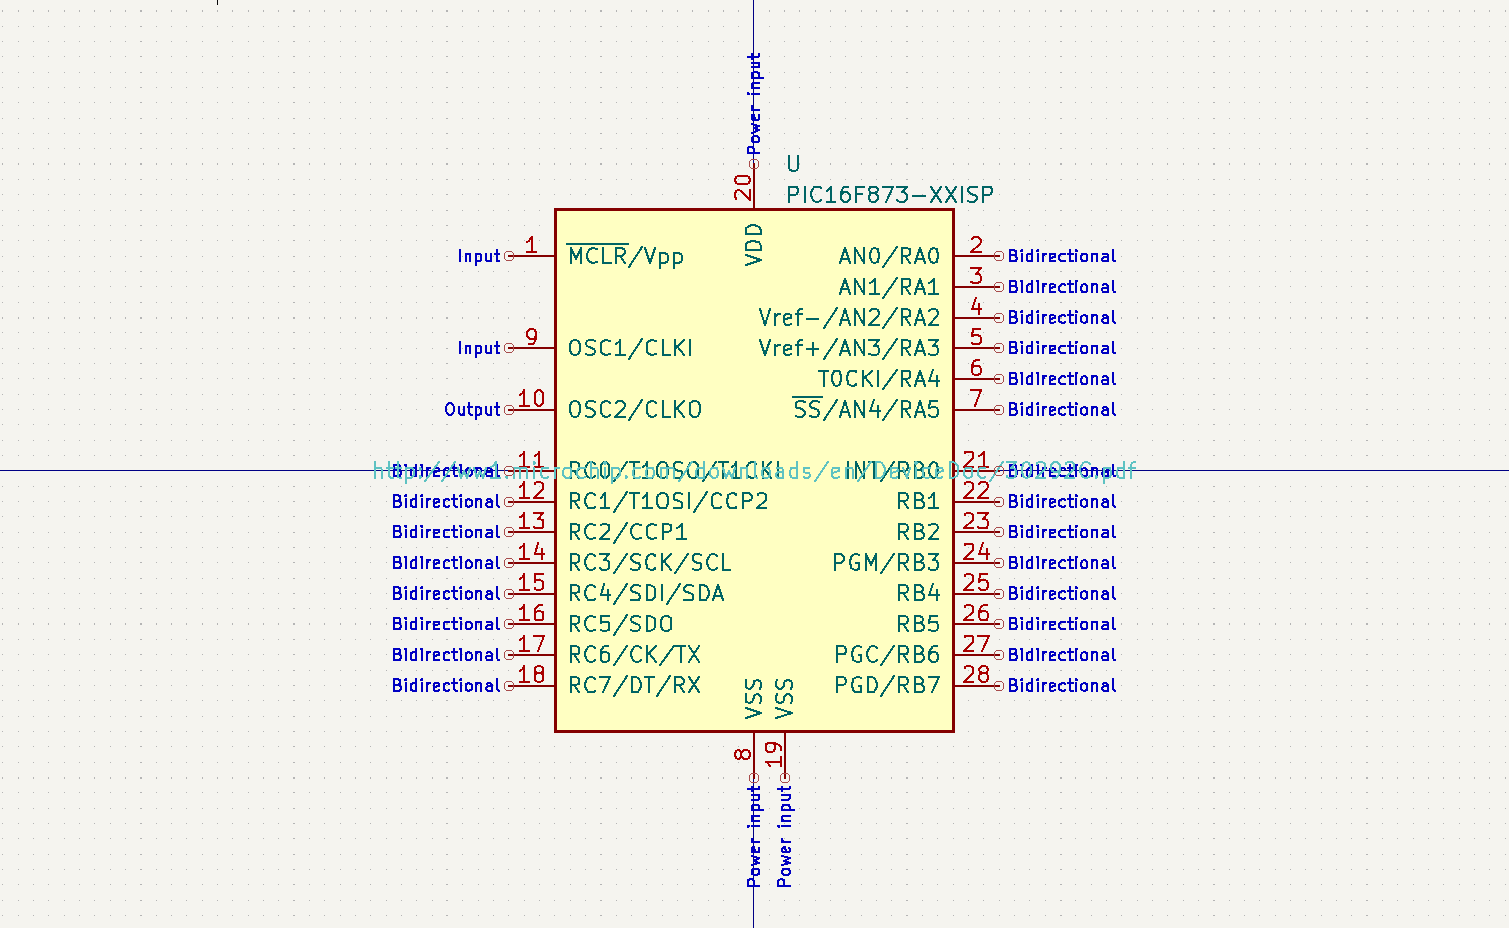 Power input
20
U
PIC16F873-XXISP
VDD
Input 1 MCLR/Vpp AN0/RA0 2 Bidirectional
AN1/RA1 3 Bidirectional
Vref-/AN2/RA2 4 Bidirectional
Input 9 OSC1/CLKI Vref+/AN3/RA3 5 Bidirectional
T0CKI/RA4 6 Bidirectional
Output 10 OSC2/CLKO SS/AN4/RA5 7 Bidirectional
Bidirectional 11 RC0/T1OSO/T1CKI INT/RB0 21 Bidirectional
http://ww1.microchip.com/downloads/en/DeviceDoc/30292C.pdf
Bidirectional 12 RC1/T1OSI/CCP2 RB1 22 Bidirectional
Bidirectional 13 RC2/CCP1 RB2 23 Bidirectional
Bidirectional 14 RC3/SCK/SCL PGM/RB3 24 Bidirectional
Bidirectional 15 RC4/SDI/SDA RB4 25 Bidirectional
Bidirectional 16 RC5/SDO RB5 26 Bidirectional
Bidirectional 17 RC6/CK/TX PGC/RB6 27 Bidirectional
Bidirectional 18 RC7/DT/RX PGD/RB7 28 Bidirectional
VSS VSS
8 19
Power input Power input